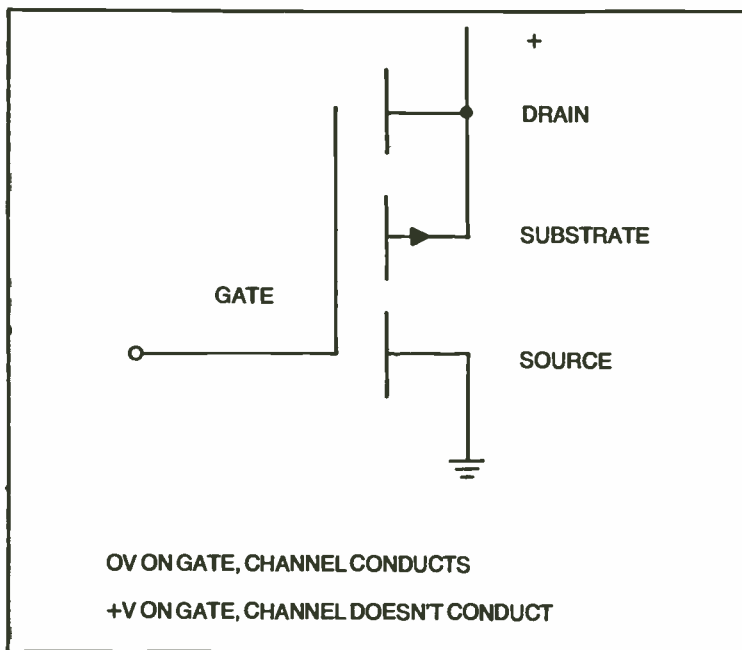 +
DRAIN
SUBSTRATE
GATE
SOURCE
OV ON GATE, CHANNEL CONDUCTS
+V ON GATE, CHANNEL DOESN'T CONDUCT